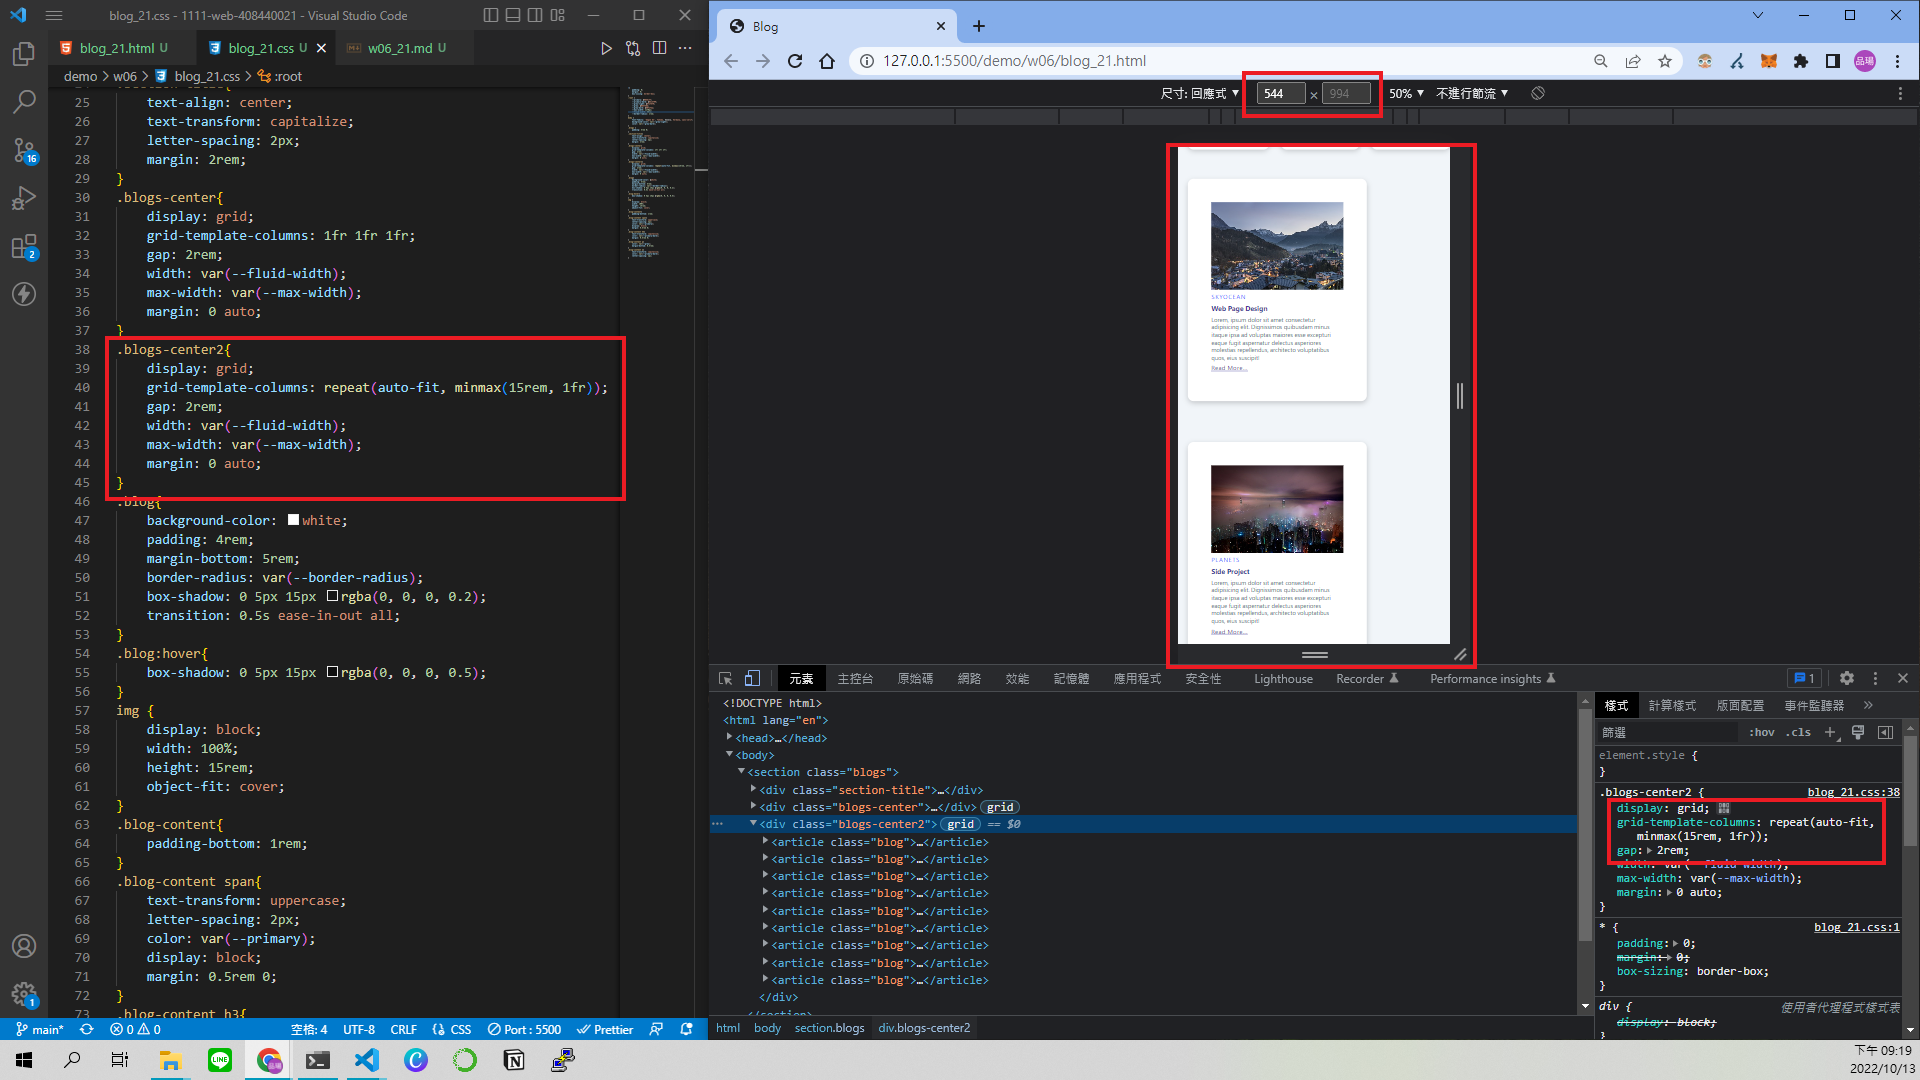 blog_21.css - 1111-web-408440021 - Visual Studio Code
blog_21.html U
blog_21.css U
w06_21.md U
demo > w06 > blog_21.css > :root
25 text-align: center;
26 text-transform: capitalize;
27 letter-spacing: 2px;
28 margin: 2rem;
29 }
30 .blogs-center{
31 display: grid;
32 grid-template-columns: 1fr 1fr 1fr;
33 gap: 2rem;
34 width: var(--fluid-width);
35 max-width: var(--max-width);
36 margin: 0 auto;
37 }
38 .blogs-center2{
39 display: grid;
40 grid-template-columns: repeat(auto-fit, minmax(15rem, 1fr));
41 gap: 2rem;
42 width: var(--fluid-width);
43 max-width: var(--max-width);
44 margin: 0 auto;
45 }
46 .blog{
47 background-color: white;
48 padding: 4rem;
49 margin-bottom: 5rem;
50 border-radius: var(--border-radius);
51 box-shadow: 0 5px 15px rgba(0, 0, 0, 0.2);
52 transition: 0.5s ease-in-out all;
53 }
54 .blog:hover{
55 box-shadow: 0 5px 15px rgba(0, 0, 0, 0.5);
56 }
57 img {
58 display: block;
59 width: 100%;
60 height: 15rem;
61 object-fit: cover;
62 }
63 .blog-content{
64 padding-bottom: 1rem;
65 }
66 .blog-content span{
67 text-transform: uppercase;
68 letter-spacing: 2px;
69 color: var(--primary);
70 display: block;
71 margin: 0.5rem 0;
72 }
73 .blog-content h3{
16
2
1
main* 0 0 空格: 4 UTF-8 CRLF CSS Port : 5500 Prettier
Blog
127.0.0.1:5500/demo/w06/blog_21.html
品瑒
尺寸: 回應式 544 × 994 50% 不進行節流
SKYOCEAN
Web Page Design
Lorem, ipsum dolor sit amet consectetur
adipisicing elit. Dignissimos quibusdam minus
itaque ipsa ad voluptas maiores esse excepturi
eaque fugit aspernatur delectus asperiores
molestias repellendus, architecto voluptatibus
quos, eius suscipit!
Read More...
PLANETS
Side Project
Lorem, ipsum dolor sit amet consectetur
adipisicing elit. Dignissimos quibusdam minus
itaque ipsa ad voluptas maiores esse excepturi
eaque fugit aspernatur delectus asperiores
molestias repellendus, architecto voluptatibus
quos, eius suscipit!
Read More...
元素 主控台 原始碼 網路 效能 記憶體 應用程式 安全性 Lighthouse Recorder Performance insights 1
<!DOCTYPE html>
<html lang="en">
<head>…</head>
<body>
<section class="blogs">
<div class="section-title">…</div>
<div class="blogs-center">…</div> grid
<div class="blogs-center2"> grid == $0
<article class="blog">…</article>
<article class="blog">…</article>
<article class="blog">…</article>
<article class="blog">…</article>
<article class="blog">…</article>
<article class="blog">…</article>
<article class="blog">…</article>
<article class="blog">…</article>
<article class="blog">…</article>
</div>
</section>
html body section.blogs div.blogs-center2
樣式 計算樣式 版面配置 事件監聽器 »
篩選 :hov .cls +
element.style {
}
.blogs-center2 { blog_21.css:38
display: grid;
grid-template-columns: repeat(auto-fit,
minmax(15rem, 1fr));
gap: 2rem;
width: var(--fluid-width);
max-width: var(--max-width);
margin: 0 auto;
}
* { blog_21.css:1
padding: 0;
margin: 0;
box-sizing: border-box;
}
div { 使用者代理程式樣式表
display: block;
}
LINE
下午 09:19
2022/10/13